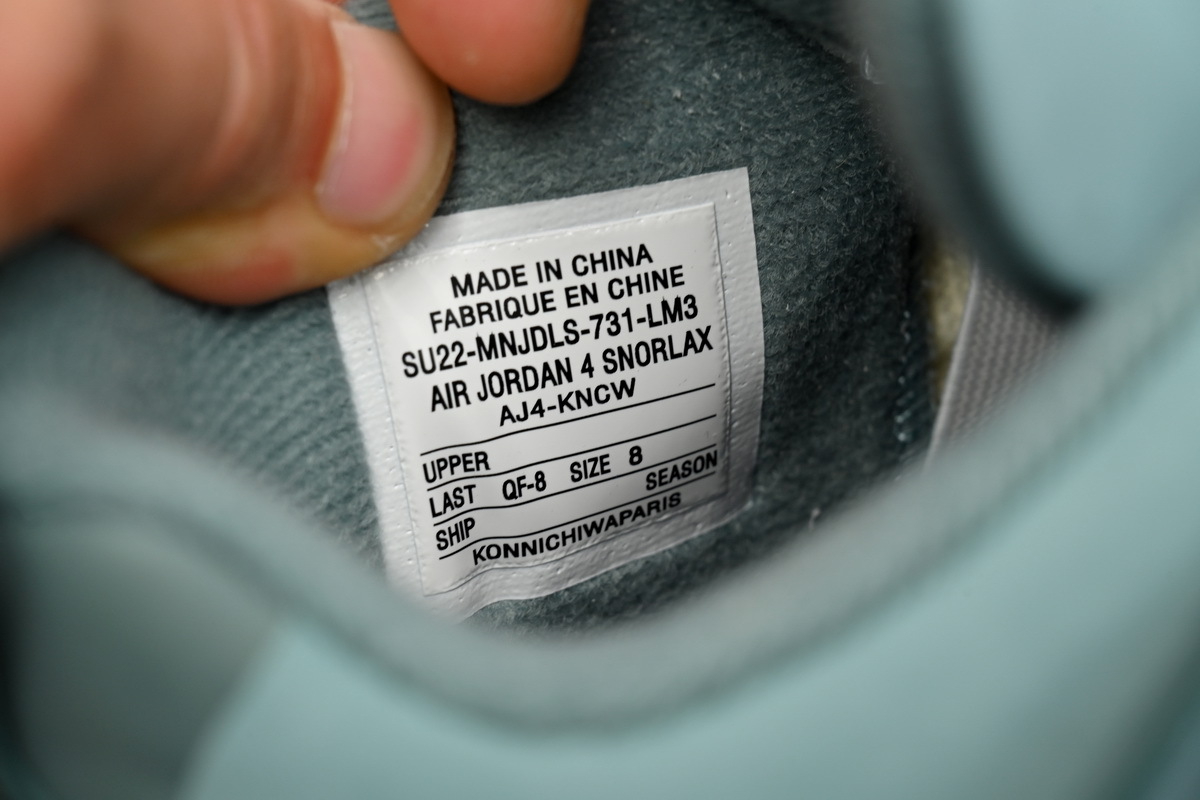 MADE IN CHINA
FABRIQUE EN CHINE
SU22-MNJDLS-731-LM3
AIR JORDAN 4 SNORLAX
AJ4-KNCW
UPPER
LAST QF-8 SIZE 8
SHIP SEASON
KONNICHIWAPARIS